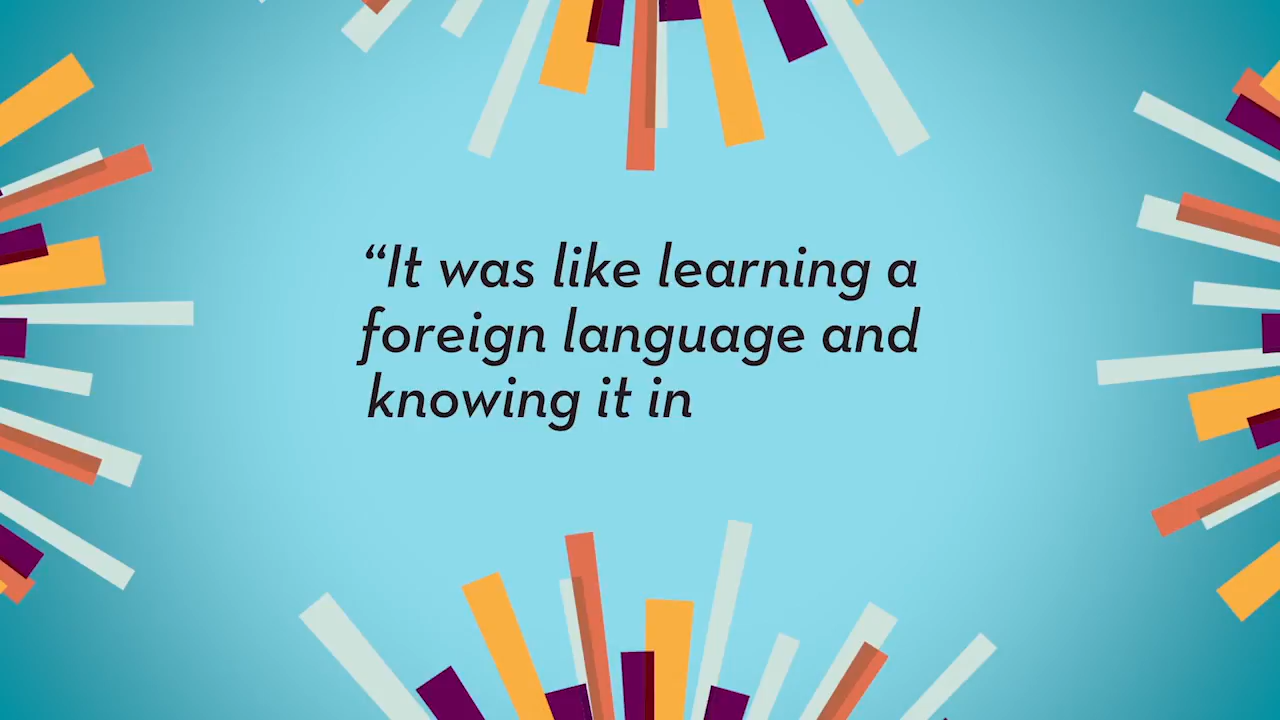 “It was like learning a
foreign language and
knowing it in